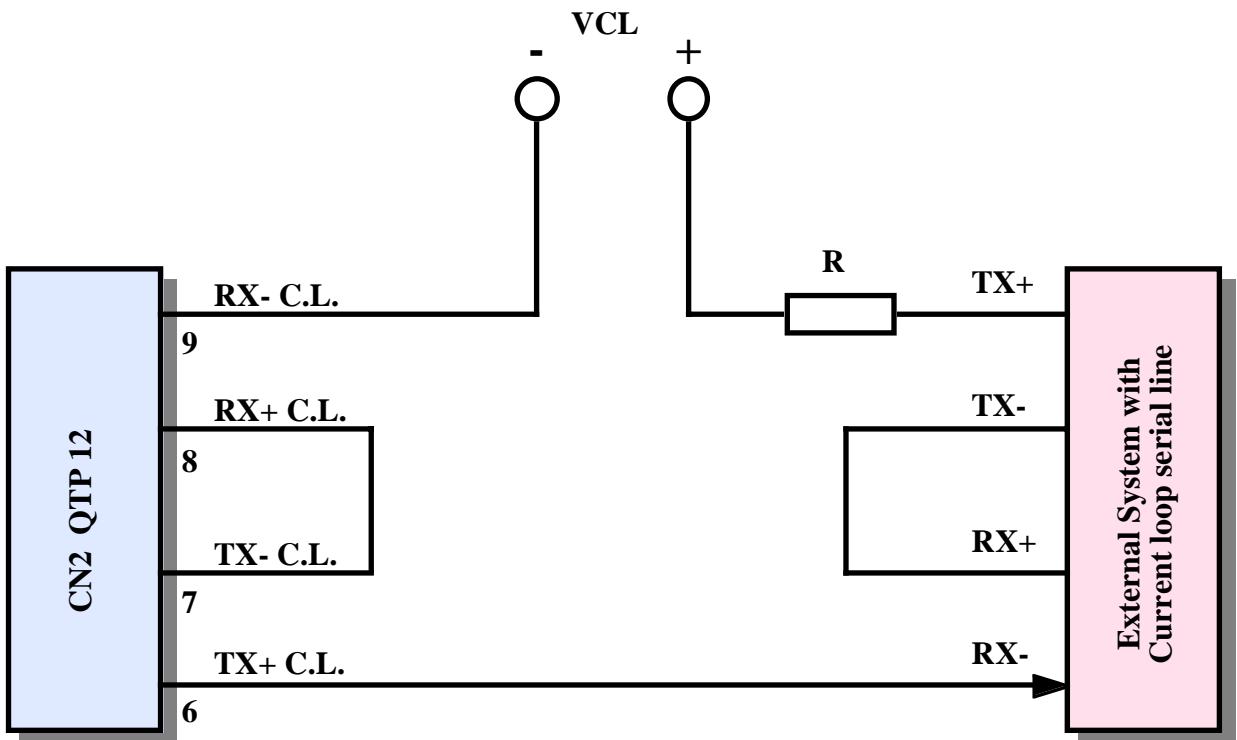 VCL
- +
R
RX- C.L.
TX+
9
RX+ C.L.
TX-
8
TX- C.L.
RX+
7
TX+ C.L.
RX-
6
CN2 QTP 12
External System with
Current loop serial line